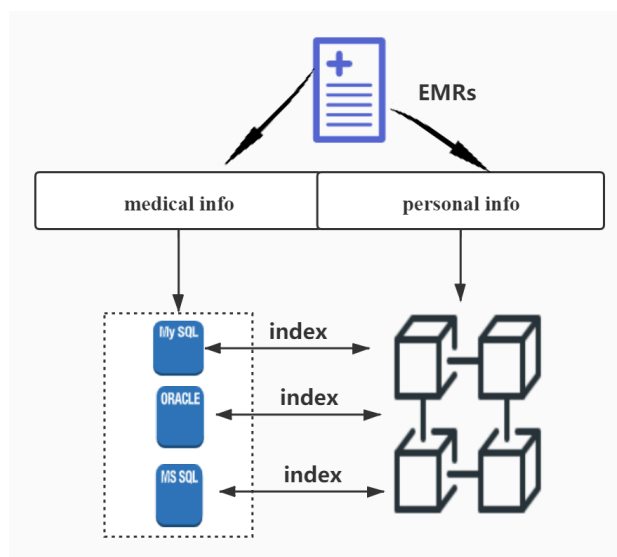 EMRs
medical info
personal info
My SQL
index
ORACLE
index
MS SQL
index